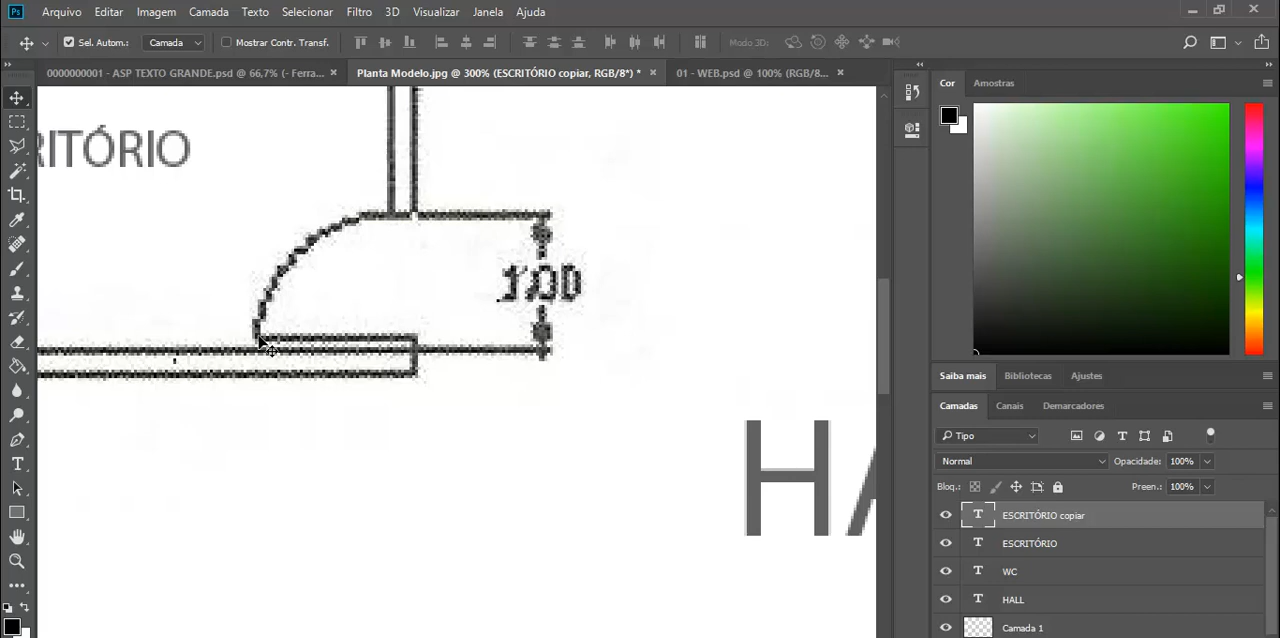 Ps Arquivo Editar Imagem Camada Texto Selecionar Filtro 3D Visualizar Janela Ajuda
Sel. Autom.: Camada Mostrar Contr. Transf. Modo 3D:
0000000001 - ASP TEXTO GRANDE.psd @ 66,7% (- Ferra... Planta Modelo.jpg @ 300% (ESCRITÓRIO copiar, RGB/8*) * 01 - WEB.psd @ 100% (RGB/8...
Cor Amostras
RITÓRIO
1,00
HA
Saiba mais Bibliotecas Ajustes
Camadas Canais Demarcadores
Tipo
Normal Opacidade: 100%
Bloq.: Preen.: 100%
T ESCRITÓRIO copiar
T ESCRITÓRIO
T WC
T HALL
Camada 1